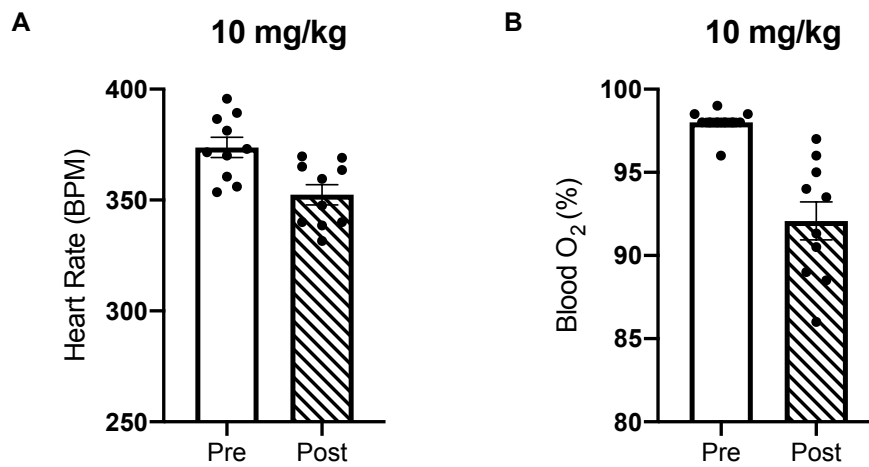 A
10 mg/kg
Heart Rate (BPM)
400
350
300
250
Pre
Post
B
10 mg/kg
Blood O₂ (%)
100
95
90
85
80
Pre
Post